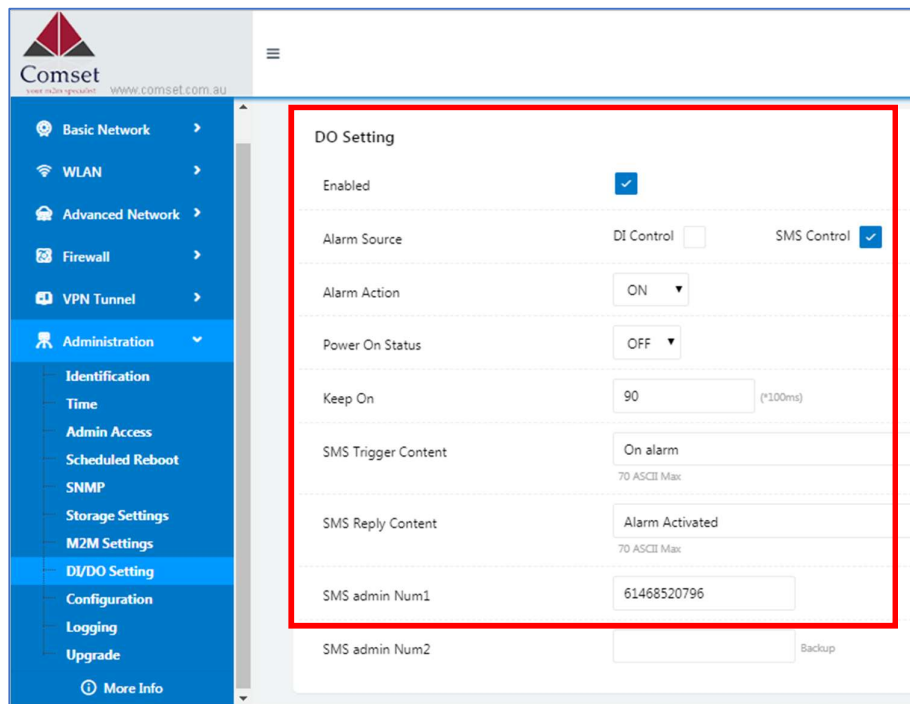 Comset
your m2m specialist www.comset.com.au
Basic Network
WLAN
Advanced Network
Firewall
VPN Tunnel
Administration
Identification
Time
Admin Access
Scheduled Reboot
SNMP
Storage Settings
M2M Settings
DI/DO Setting
Configuration
Logging
Upgrade
More Info
DO Setting
Enabled
Alarm Source DI Control SMS Control
Alarm Action ON
Power On Status OFF
Keep On 90 (*100ms)
SMS Trigger Content On alarm
70 ASCII Max
SMS Reply Content Alarm Activated
70 ASCII Max
SMS admin Num1 61468520796
SMS admin Num2 Backup